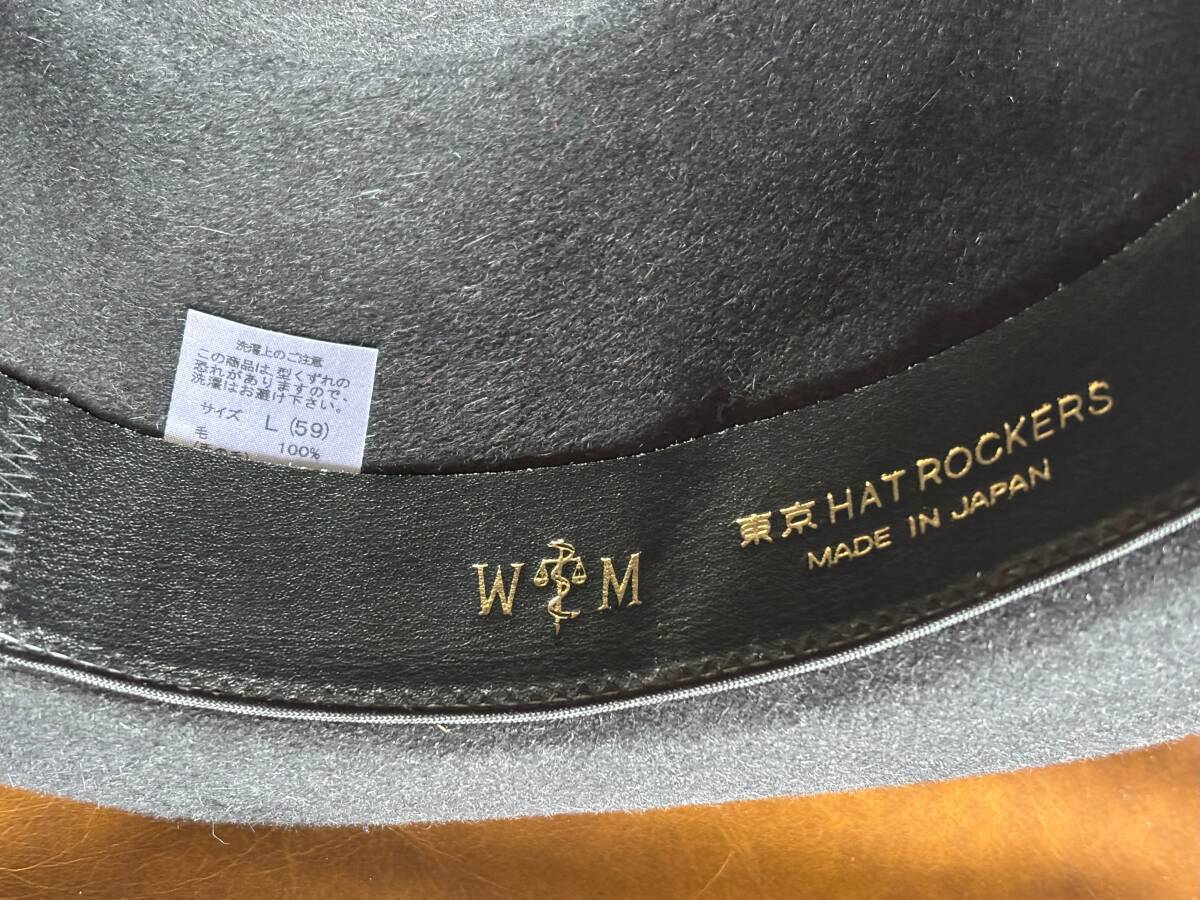 洗濯上のご注意
この商品は、型くずれの
恐れがありますので、
洗濯はお避け下さい。
サイズ L (59)
毛 100%
W M
東京 HAT ROCKERS
MADE IN JAPAN